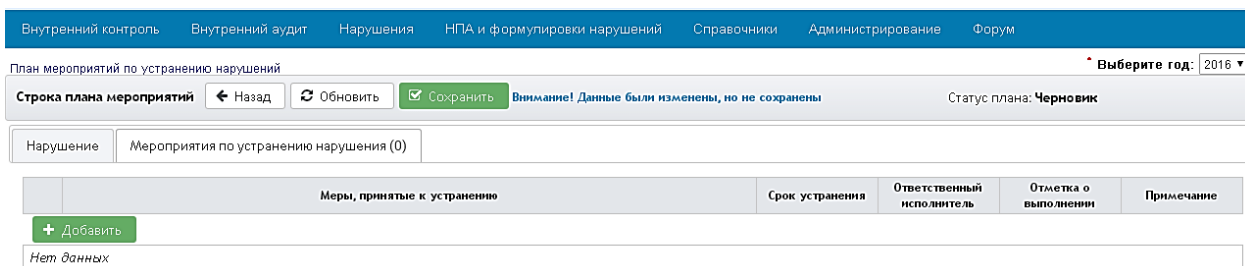 Внутренний контроль Внутренний аудит Нарушения НПА и формулировки нарушений Справочники Администрирование Форум
План мероприятий по устранению нарушений * Выберите год: 2016
Строка плана мероприятий Назад Обновить Сохранить Внимание! Данные были изменены, но не сохранены Статус плана: Черновик
Нарушение Мероприятия по устранению нарушения (0)
Меры, принятые к устранению Срок устранения Ответственный исполнитель Отметка о выполнении Примечание
+ Добавить
Нет данных